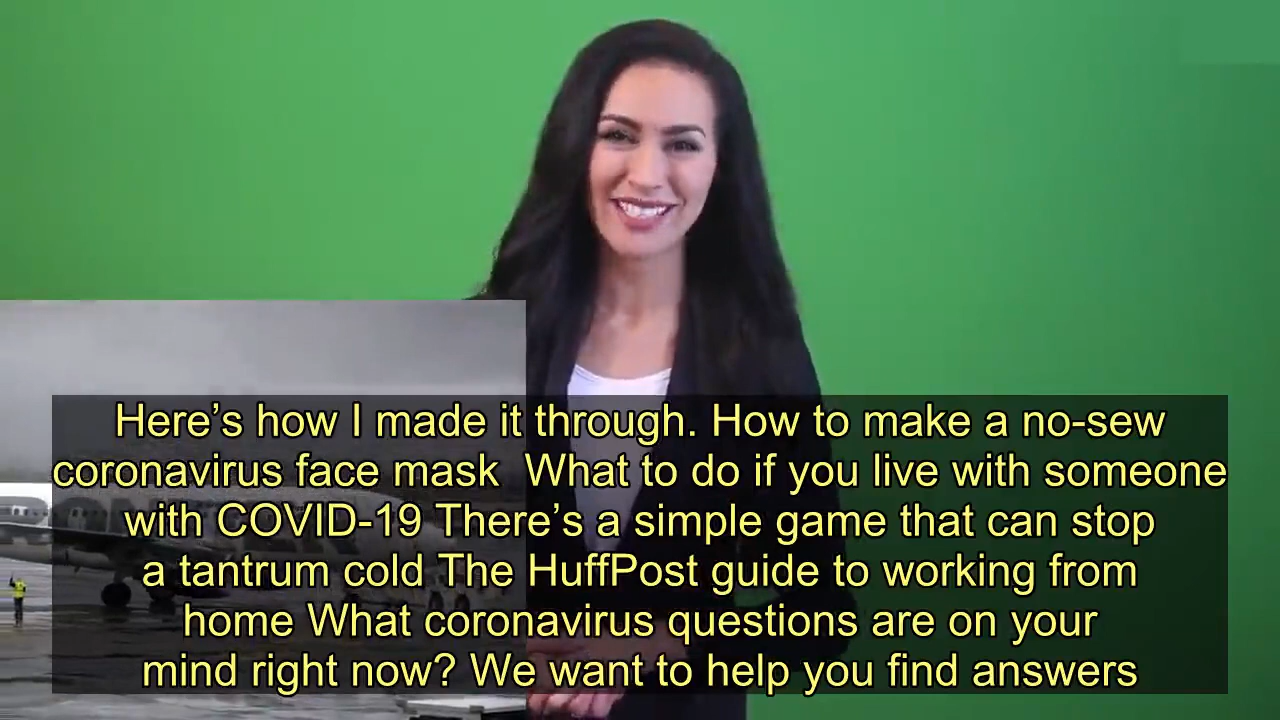 Here’s how I made it through. How to make a no-sew
coronavirus face mask  What to do if you live with someone
with COVID-19 There’s a simple game that can stop
a tantrum cold The HuffPost guide to working from
home What coronavirus questions are on your
mind right now? We want to help you find answers